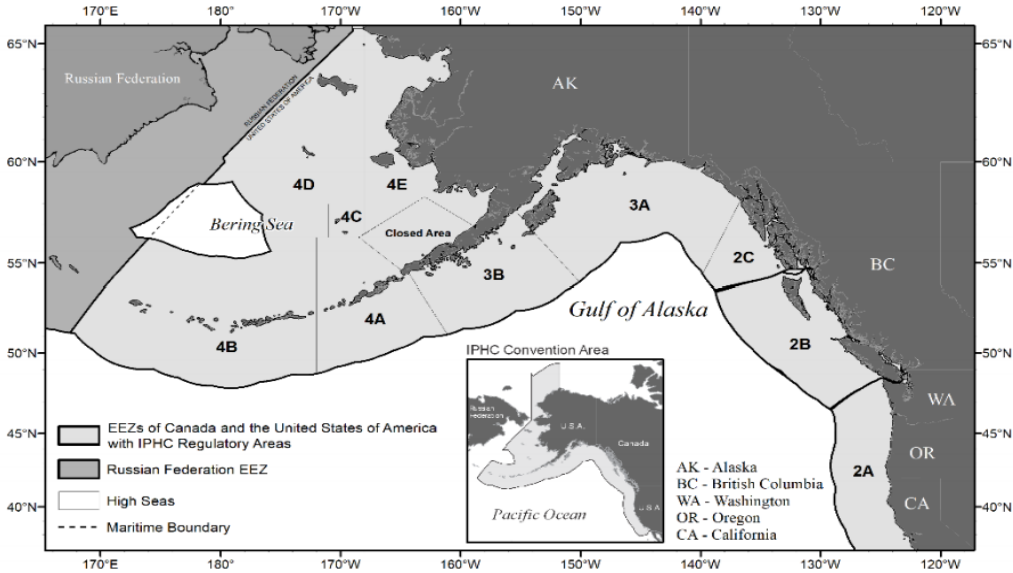 170°E
180°E
170°W
160°W
150°W
140°W
130°W
120°W
65°N
65°N
Russian Federation
RUSSIAN FEDERATION
UNITED STATES OF AMERICA
AK
60°N
60°N
4D
4E
3A
4C
Bering Sea
Closed Area
2C
BC
55°N
55°N
3B
Gulf of Alaska
4A
4B
2B
50°N
50°N
IPHC Convention Area
Russian
Federation
U.S.A.
Canada
U.S.A
Pacific Ocean
WA
EEZs of Canada and the United States of America
with IPHC Regulatory Areas
Russian Federation EEZ
High Seas
Maritime Boundary
45°N
45°N
OR
2A
AK - Alaska
BC - British Columbia
WA - Washington
OR - Oregon
CA - California
CA
40°N
40°N
170°E
180°E
170°W
160°W
150°W
140°W
130°W
120°W